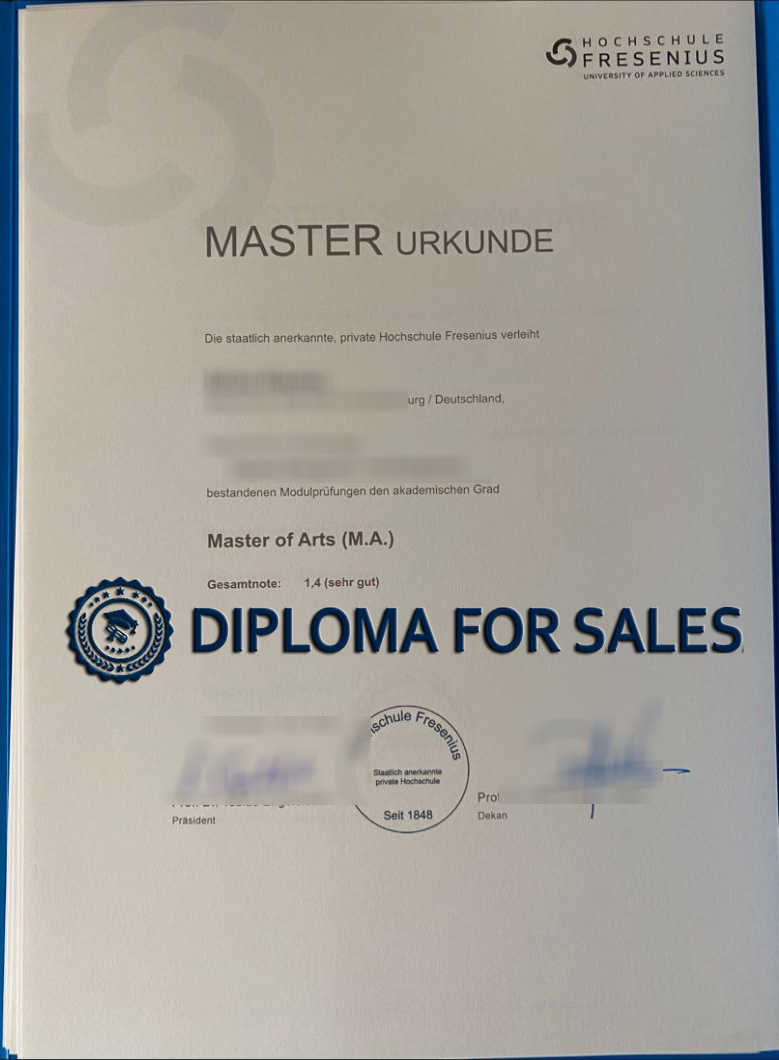 HOCHSCHULE
FRESENIUS
UNIVERSITY OF APPLIED SCIENCES
MASTER URKUNDE
Die staatlich anerkannte, private Hochschule Fresenius verleiht
urg / Deutschland,
bestandenen Modulprüfungen den akademischen Grad
Master of Arts (M.A.)
Gesamtnote: 1,4 (sehr gut)
DIPLOMA FOR SALES
schule Fresenius
Staatlich anerkannte
private Hochschule
Seit 1848
Präsident
Prof
Dekan